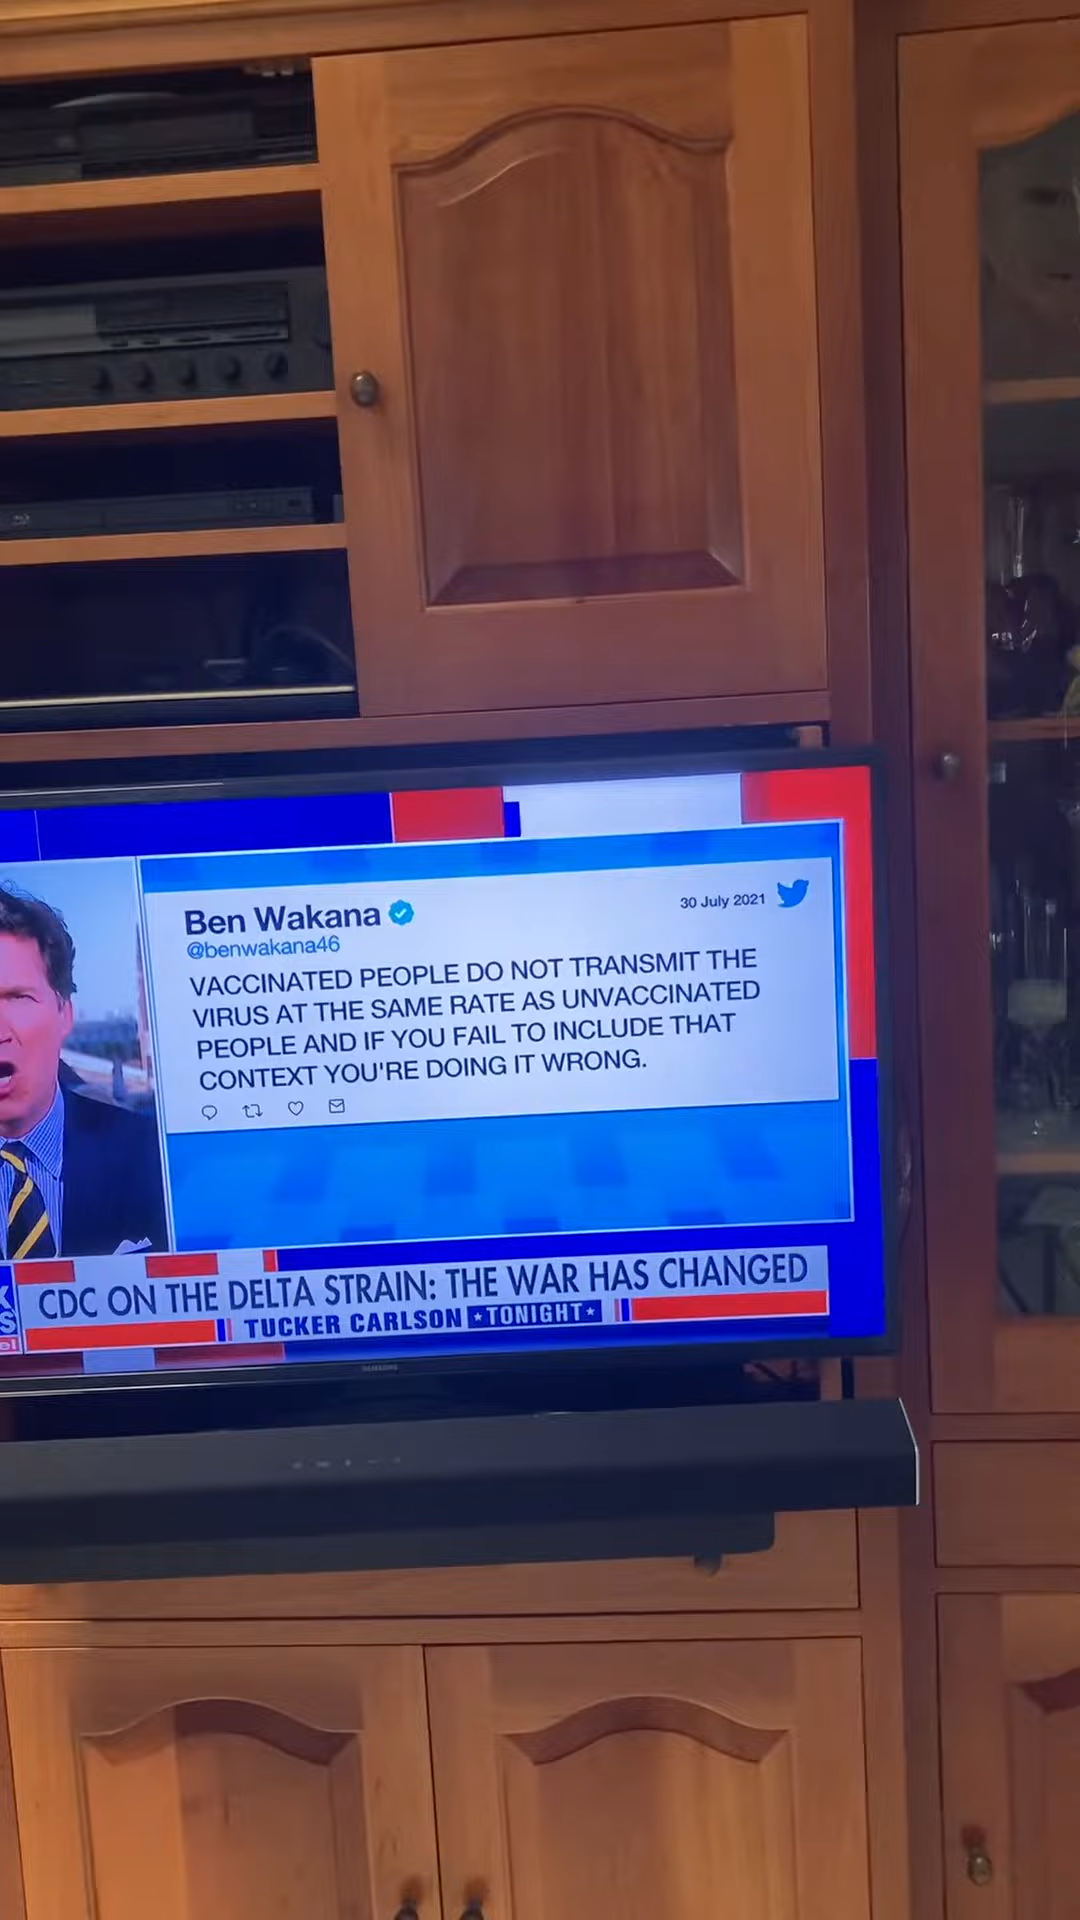 Ben Wakana
@benwakana46
30 July 2021
VACCINATED PEOPLE DO NOT TRANSMIT THE
VIRUS AT THE SAME RATE AS UNVACCINATED
PEOPLE AND IF YOU FAIL TO INCLUDE THAT
CONTEXT YOU'RE DOING IT WRONG.
CDC ON THE DELTA STRAIN: THE WAR HAS CHANGED
TUCKER CARLSON TONIGHT
SAMSUNG